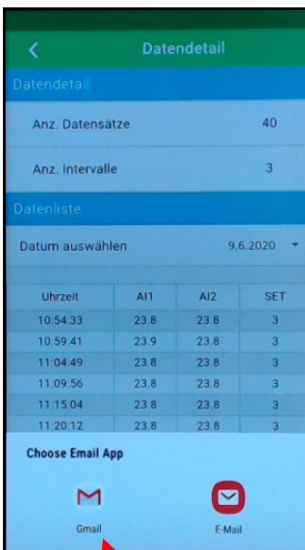 Datendetail
Datendetail
Anz. Datensätze 40
Anz. Intervalle 3
Datenliste
Datum auswählen 9.6.2020
Uhrzeit AI1 AI2 SET
10:54:33 23.8 23.8 3
10:59:41 23.9 23.8 3
11:04:49 23.8 23.8 3
11:09:56 23.8 23.8 3
11:15:04 23.8 23.8 3
11:20:12 23.8 23.8 3
Choose Email App
Gmail E-Mail